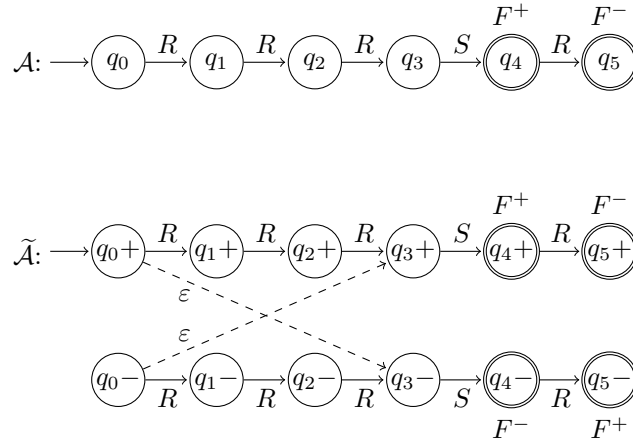 F⁺ F⁻
𝒜: q₀ R q₁ R q₂ R q₃ S q₄ R q₅
F⁺ F⁻
𝒜̃: q₀+ R q₁+ R q₂+ R q₃+ S q₄+ R q₅+
ε
ε
q₀− R q₁− R q₂− R q₃− S q₄− R q₅−
F⁻ F⁺